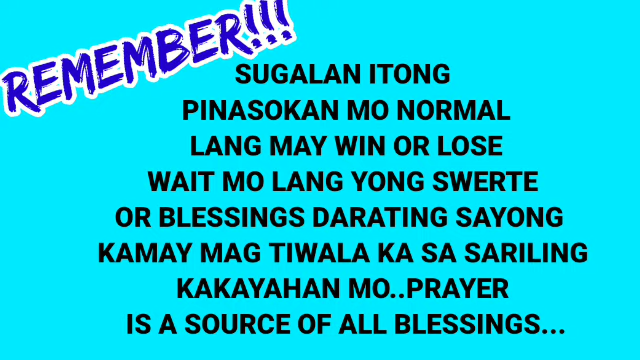 REMEMBER!!!
SUGALAN ITONG
PINASOKAN MO NORMAL
LANG MAY WIN OR LOSE
WAIT MO LANG YONG SWERTE
OR BLESSINGS DARATING SAYONG
KAMAY MAG TIWALA KA SA SARILING
KAKAYAHAN MO..PRAYER
IS A SOURCE OF ALL BLESSINGS...